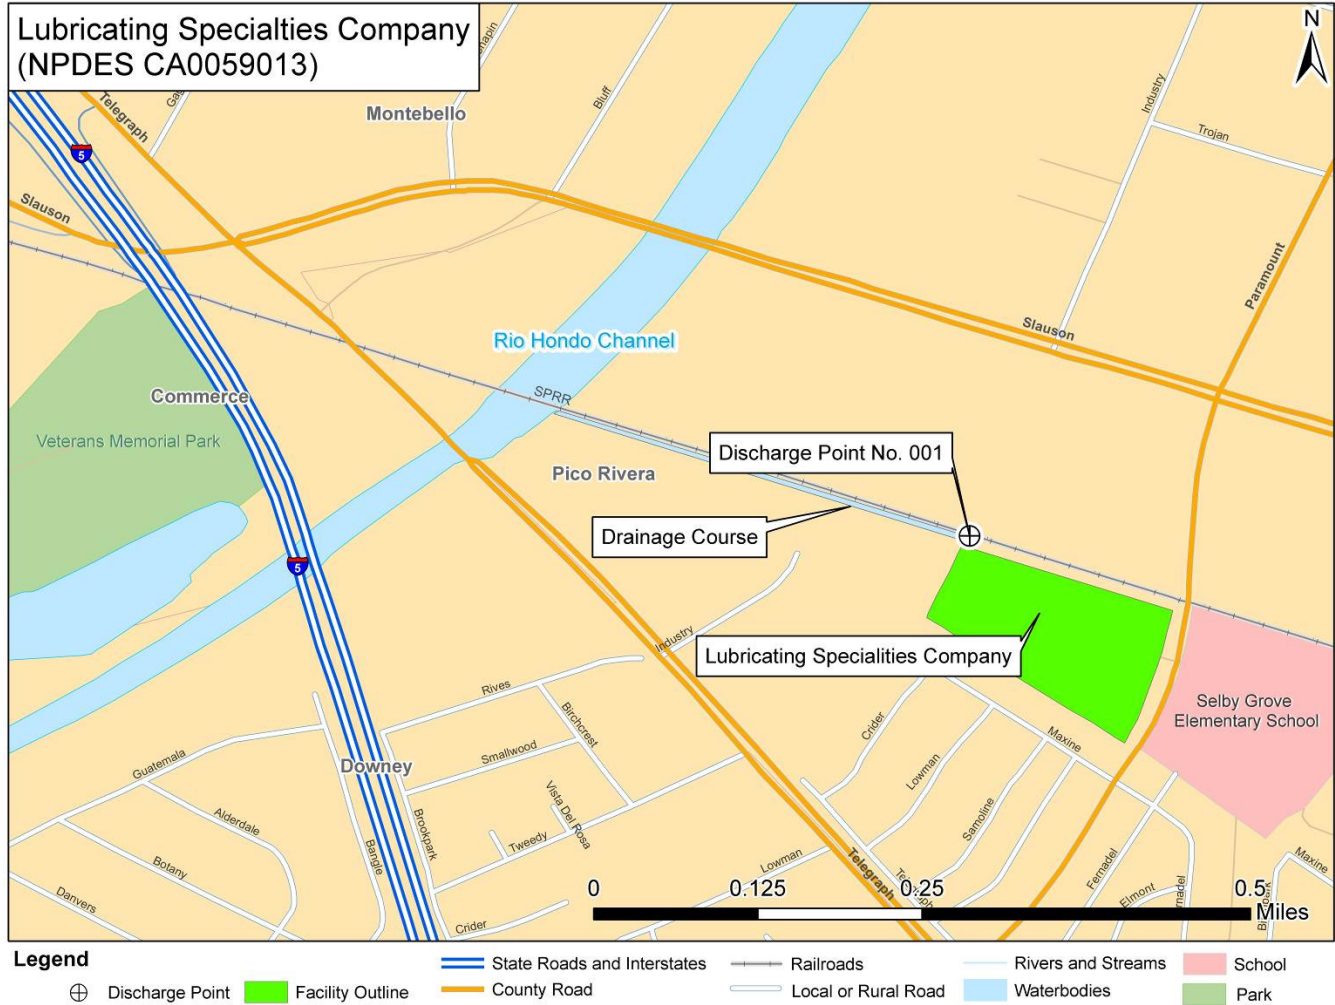 Lubricating Specialties Company
(NPDES CA0059013)
N
Chapin
Telegraph
Montebello
Bluff
Industry
Trojan
5
Slauson
Paramount
Slauson
Rio Hondo Channel
SPRR
Commerce
Veterans Memorial Park
Discharge Point No. 001
Pico Rivera
Drainage Course
5
Industry
Lubricating Specialities Company
Rives
Selby Grove
Elementary School
Birchcrest
Crider
Maxine
Smallwood
Lowman
Guatemala
Downey
Samoline
Vista Del Rosa
Alderdale
Brookpark
Tweedy
Bangle
Botany
Lowman
Telegraph
Telegraph
Fernadel
Maxine
Danvers
Elmont
Crider
0
0.125
0.25
0.5
Miles
Legend
State Roads and Interstates
Railroads
Rivers and Streams
School
Discharge Point
Facility Outline
County Road
Local or Rural Road
Waterbodies
Park